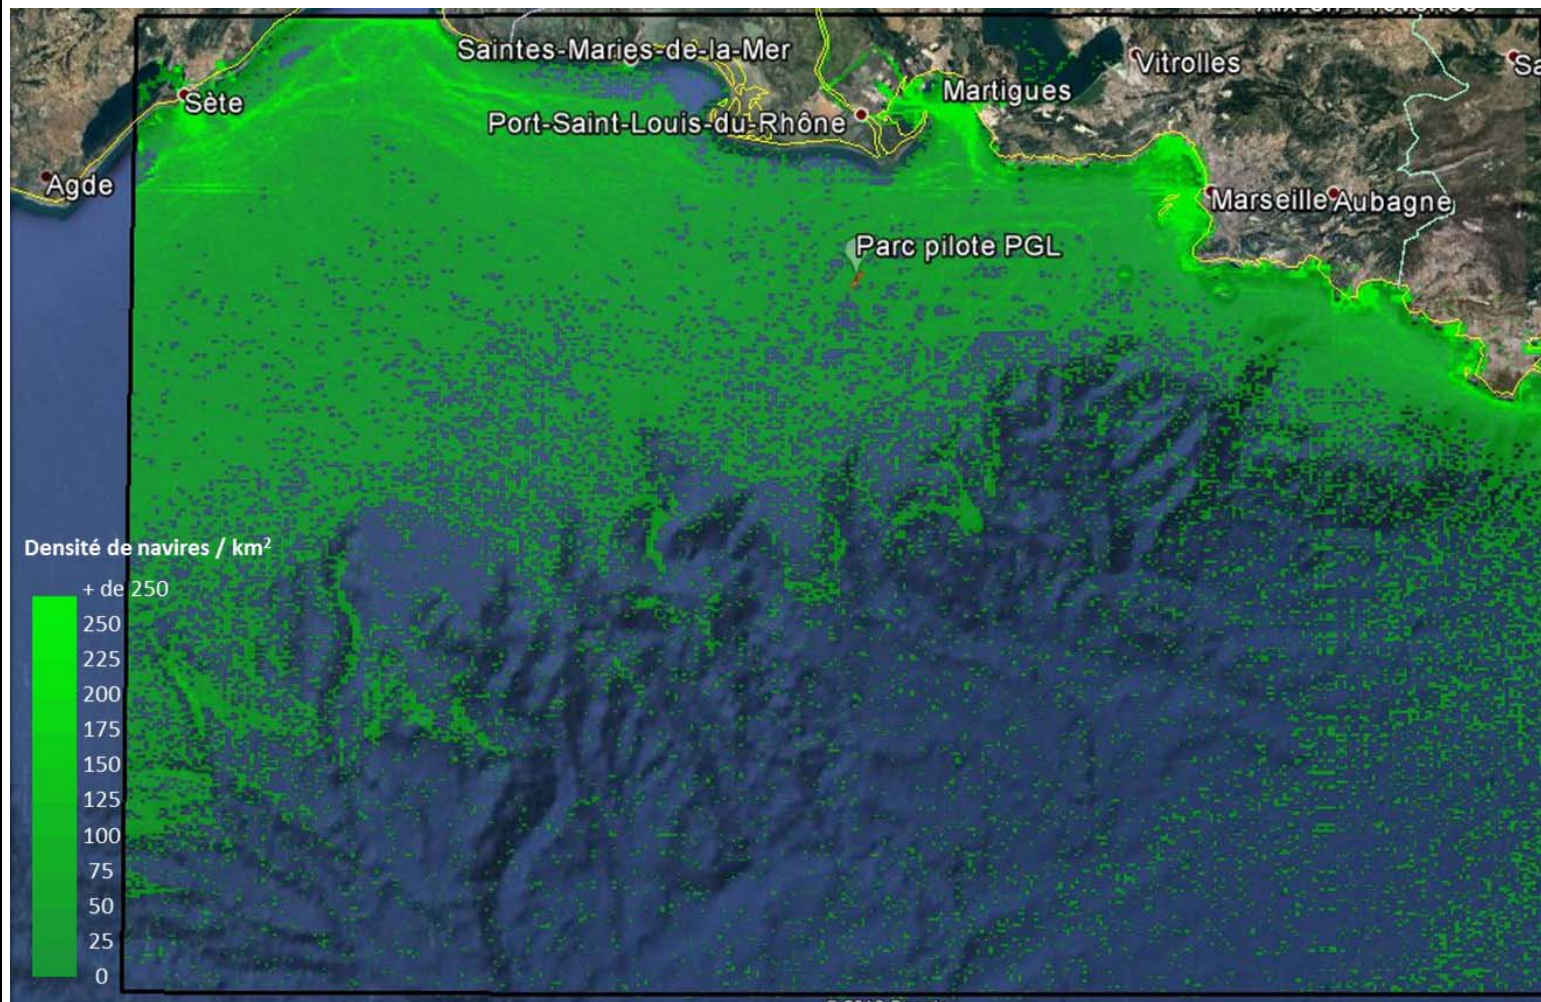 Saintes-Maries-de-la-Mer
Vitrolles
Sa
Martigues
Sète
Port-Saint-Louis-du-Rhône
Agde
Marseille
Aubagne
Parc pilote PGL
Densité de navires / km²
+ de 250
250
225
200
175
150
125
100
75
50
25
0